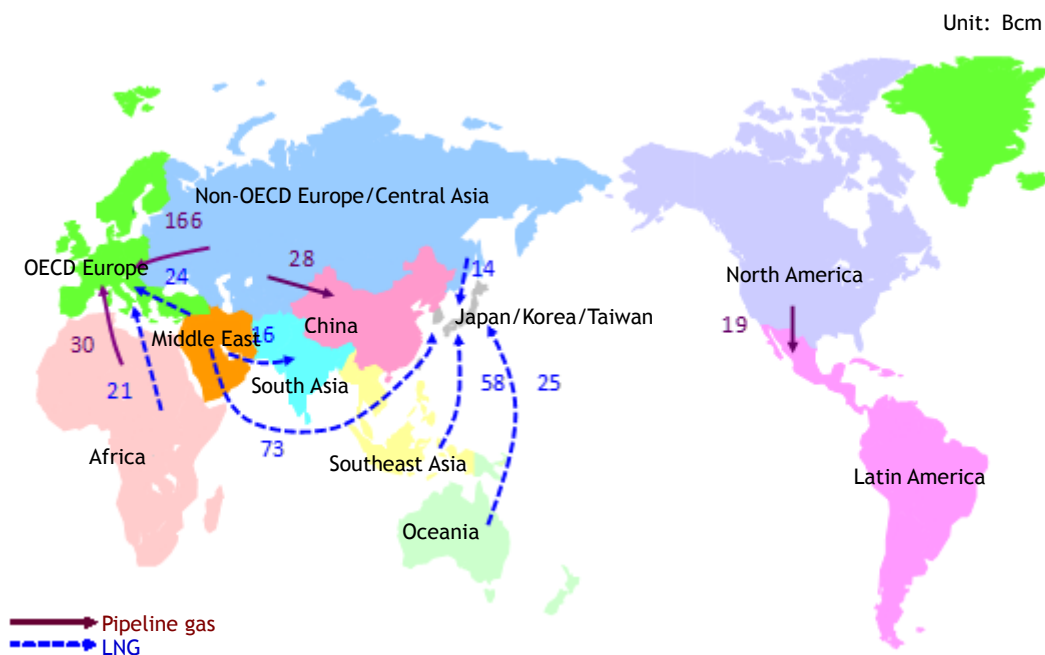 Unit: Bcm
Non-OECD Europe/Central Asia
166
OECD Europe
24
28
14
North America
Japan/Korea/Taiwan
19
China
Middle East
16
30
21
South Asia
58
25
73
Africa
Southeast Asia
Latin America
Oceania
Pipeline gas
LNG